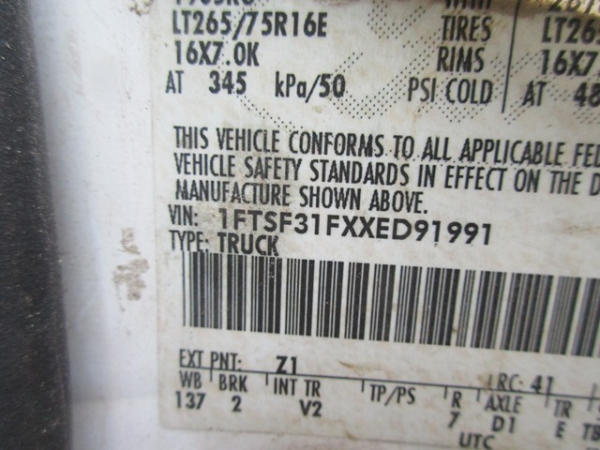 LT265/75R16E TIRES LT265
16X7.0K RIMS 16X7.
AT 345 kPa/50 PSI COLD AT 48
THIS VEHICLE CONFORMS TO ALL APPLICABLE FED
VEHICLE SAFETY STANDARDS IN EFFECT ON THE D
MANUFACTURE SHOWN ABOVE.
VIN: 1FTSF31FXXED91991
TYPE: TRUCK
EXT PNT: Z1 RC: 41
WB BRK INT TR TP/PS R AXLE TR
137 2 V2 7 D1 E
UTC